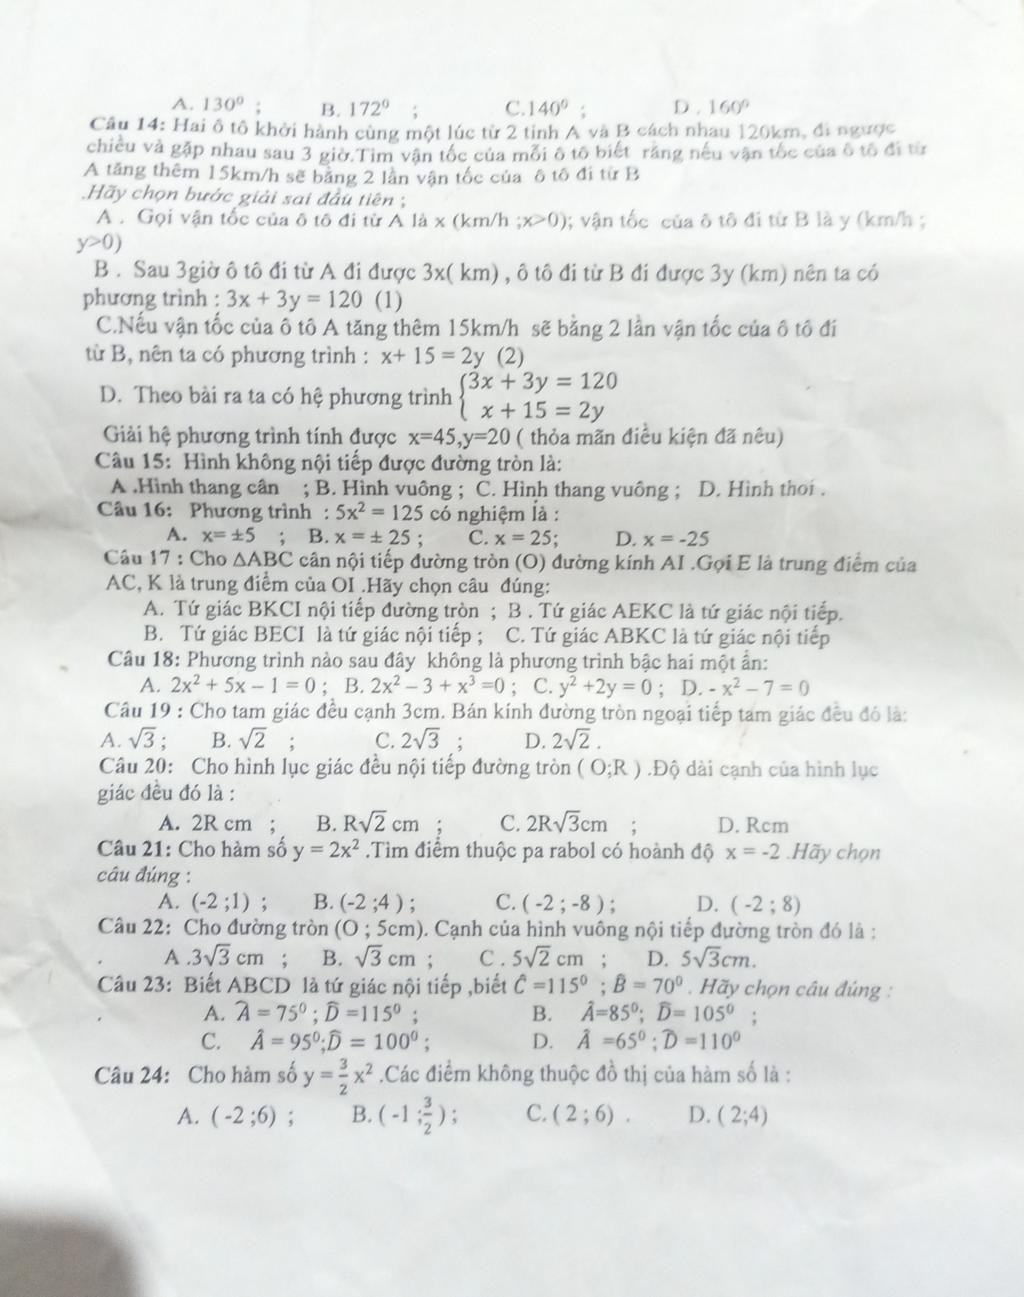 A. 130⁰ ; B. 172⁰ ; C.140⁰ ; D . 160⁰
Câu 14: Hai ô tô khởi hành cùng một lúc từ 2 tỉnh A và B cách nhau 120km, đi ngược
chiều và gặp nhau sau 3 giờ.Tìm vận tốc của mỗi ô tô biết rằng nếu vận tốc của ô tô đi từ
A tăng thêm 15km/h sẽ bằng 2 lần vận tốc của ô tô đi từ B
.Hãy chọn bước giải sai đầu tiên ;
A . Gọi vận tốc của ô tô đi từ A là x (km/h ;x>0); vận tốc của ô tô đi từ B là y (km/h ;
y>0)
B . Sau 3giờ ô tô đi từ A đi được 3x( km) , ô tô đi từ B đi được 3y (km) nên ta có
phương trình : 3x + 3y = 120 (1)
C.Nếu vận tốc của ô tô A tăng thêm 15km/h sẽ bằng 2 lần vận tốc của ô tô đi
từ B, nên ta có phương trình : x+ 15 = 2y (2)
D. Theo bài ra ta có hệ phương trình {3x + 3y = 120
x + 15 = 2y
Giải hệ phương trình tính được x=45,y=20 ( thỏa mãn điều kiện đã nêu)
Câu 15: Hình không nội tiếp được đường tròn là:
A .Hình thang cân ; B. Hình vuông ; C. Hình thang vuông ; D. Hình thoi .
Câu 16: Phương trình : 5x² = 125 có nghiệm là :
A. x= ±5 ; B. x = ± 25 ; C. x = 25; D. x = -25
Câu 17 : Cho ΔABC cân nội tiếp đường tròn (O) đường kính AI .Gọi E là trung điểm của
AC, K là trung điểm của OI .Hãy chọn câu đúng:
A. Tứ giác BKCI nội tiếp đường tròn ; B . Tứ giác AEKC là tứ giác nội tiếp.
B. Tứ giác BECI là tứ giác nội tiếp ; C. Tứ giác ABKC là tứ giác nội tiếp
Câu 18: Phương trình nào sau đây không là phương trình bậc hai một ẩn:
A. 2x² + 5x − 1 = 0 ; B. 2x² − 3 + x³ =0 ; C. y² +2y = 0 ; D. - x² − 7 = 0
Câu 19 : Cho tam giác đều cạnh 3cm. Bán kính đường tròn ngoại tiếp tam giác đều đó là:
A. √3 ; B. √2 ; C. 2√3 ; D. 2√2 .
Câu 20: Cho hình lục giác đều nội tiếp đường tròn ( O;R ) .Độ dài cạnh của hình lục
giác đều đó là :
A. 2R cm ; B. R√2 cm ; C. 2R√3cm ; D. Rcm
Câu 21: Cho hàm số y = 2x² .Tìm điểm thuộc pa rabol có hoành độ x = -2 .Hãy chọn
câu đúng :
A. (-2 ;1) ; B. (-2 ;4 ) ; C. ( -2 ; -8 ) ; D. ( -2 ; 8)
Câu 22: Cho đường tròn (O ; 5cm). Cạnh của hình vuông nội tiếp đường tròn đó là :
A .3√3 cm ; B. √3 cm ; C . 5√2 cm ; D. 5√3cm.
Câu 23: Biết ABCD là tứ giác nội tiếp ,biết Ĉ =115⁰ ; B̂ = 70⁰ . Hãy chọn câu đúng :
A. Â = 75⁰ ; D̂ =115⁰ ; B. Â=85⁰; D̂= 105⁰ ;
C. Â = 95⁰;D̂ = 100⁰ ; D. Â =65⁰ ; D̂ =110⁰
Câu 24: Cho hàm số y = 3/2 x² .Các điểm không thuộc đồ thị của hàm số là :
A. ( -2 ;6) ; B. ( -1 ;3/2 ) ; C. ( 2 ; 6) . D. ( 2;4)